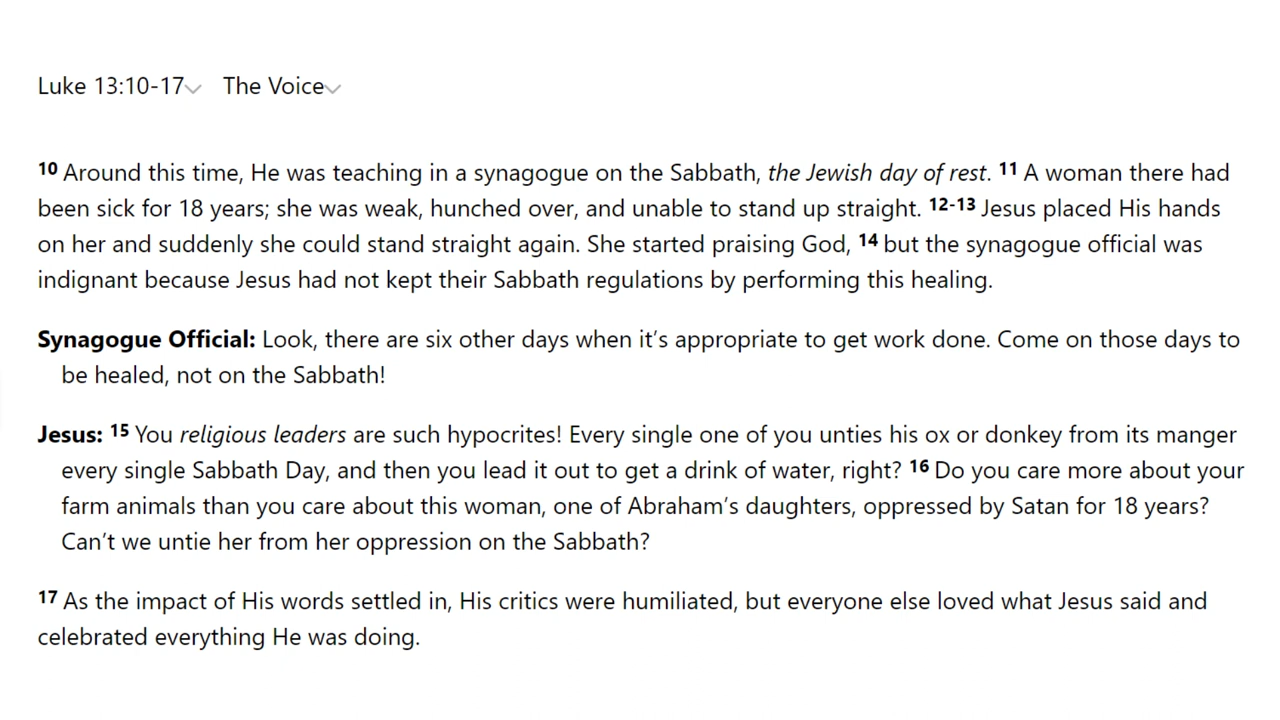 Luke 13:10-17 The Voice
10 Around this time, He was teaching in a synagogue on the Sabbath, the Jewish day of rest. 11 A woman there had
been sick for 18 years; she was weak, hunched over, and unable to stand up straight. 12-13 Jesus placed His hands
on her and suddenly she could stand straight again. She started praising God, 14 but the synagogue official was
indignant because Jesus had not kept their Sabbath regulations by performing this healing.
Synagogue Official: Look, there are six other days when it’s appropriate to get work done. Come on those days to
be healed, not on the Sabbath!
Jesus: 15 You religious leaders are such hypocrites! Every single one of you unties his ox or donkey from its manger
every single Sabbath Day, and then you lead it out to get a drink of water, right? 16 Do you care more about your
farm animals than you care about this woman, one of Abraham’s daughters, oppressed by Satan for 18 years?
Can’t we untie her from her oppression on the Sabbath?
17 As the impact of His words settled in, His critics were humiliated, but everyone else loved what Jesus said and
celebrated everything He was doing.